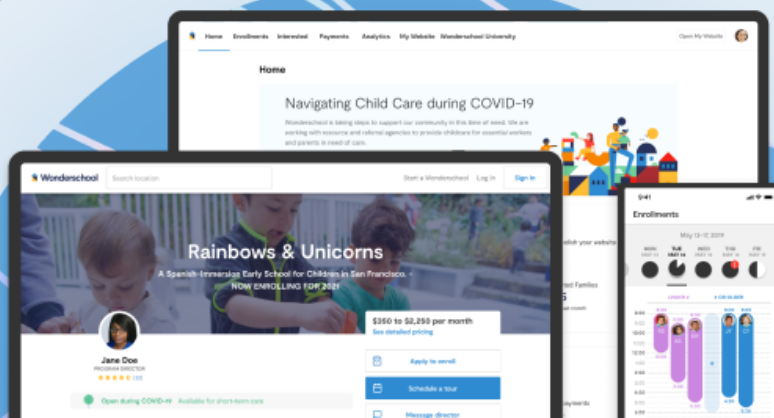 Home Enrollments Interested Payments Analytics My Website Wonderschool University Open My Website
Home
Navigating Child Care during COVID-19
Wonderschool is taking steps to support our community in this time of need. We are
working with resource and referral agencies to provide childcare for essential workers
and parents in need of care.
Wonderschool Search location Start a Wonderschool Log In Sign in
Rainbows & Unicorns
A Spanish-Immersion Early School for Children in San Francisco. -
NOW ENROLLING FOR 2021
$350 to $2,250 per month
See detailed pricing
Jane Doe
PROGRAM DIRECTOR
Apply to enroll
Schedule a tour
Open during COVID-19 Available for short-term care
Message director
your website
Families
ayments
9:41
Enrollments
May 13-17, 2019
MON TUE WED THU FRI